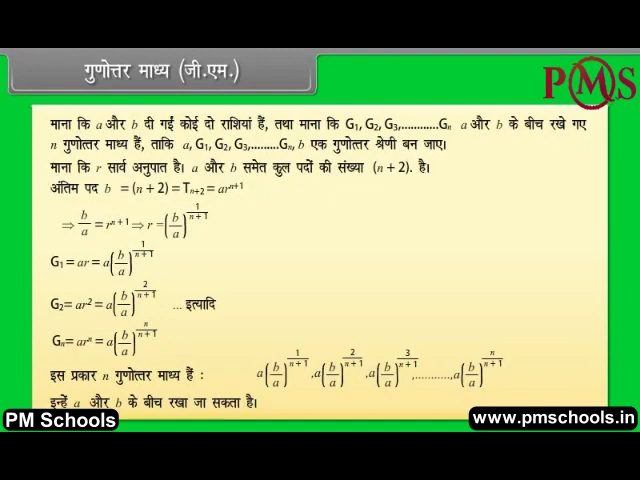 गुणोत्तर माध्य (जी.एम.)
PMS
माना कि a और b दी गईं कोई दो राशियां हैं, तथा माना कि G₁, G₂, G₃,............Gₙ a और b के बीच रखे गए
n गुणोत्तर माध्य हैं, ताकि a, G₁, G₂, G₃,.........Gₙ, b एक गुणोत्तर श्रेणी बन जाए।
माना कि r सार्व अनुपात है। a और b समेत कुल पदों की संख्या (n + 2). है।
अंतिम पद b = (n + 2) = Tₙ₊₂ = arⁿ⁺¹
⇒ b/a = rⁿ⁺¹ ⇒ r = (b/a)^(1/(n+1))
G₁ = ar = a(b/a)^(1/(n+1))
G₂= ar² = a(b/a)^(2/(n+1)) ... इत्यादि
Gₙ= arⁿ = a(b/a)^(n/(n+1))
इस प्रकार n गुणोत्तर माध्य हैं : a(b/a)^(1/(n+1)) ,a(b/a)^(2/(n+1)) ,a(b/a)^(3/(n+1)) ,...........,a(b/a)^(n/(n+1))
इन्हें a और b के बीच रखा जा सकता है।
PM Schools
www.pmschools.in